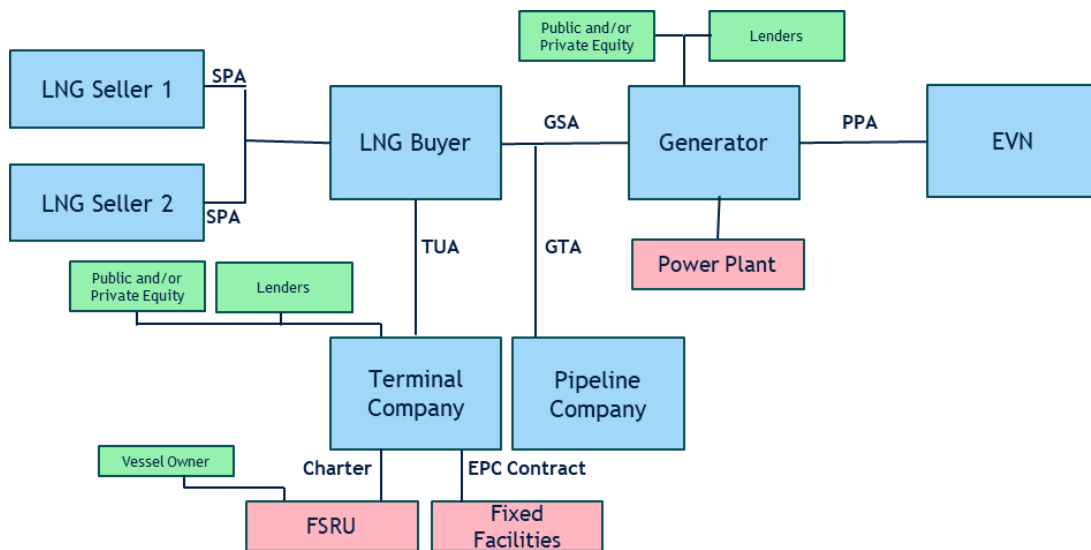 Public and/or
Private Equity
Lenders
LNG Seller 1
SPA
LNG Buyer
GSA
Generator
PPA
EVN
LNG Seller 2
SPA
TUA
GTA
Power Plant
Public and/or
Private Equity
Lenders
Terminal
Company
Pipeline
Company
Vessel Owner
Charter
EPC Contract
FSRU
Fixed
Facilities